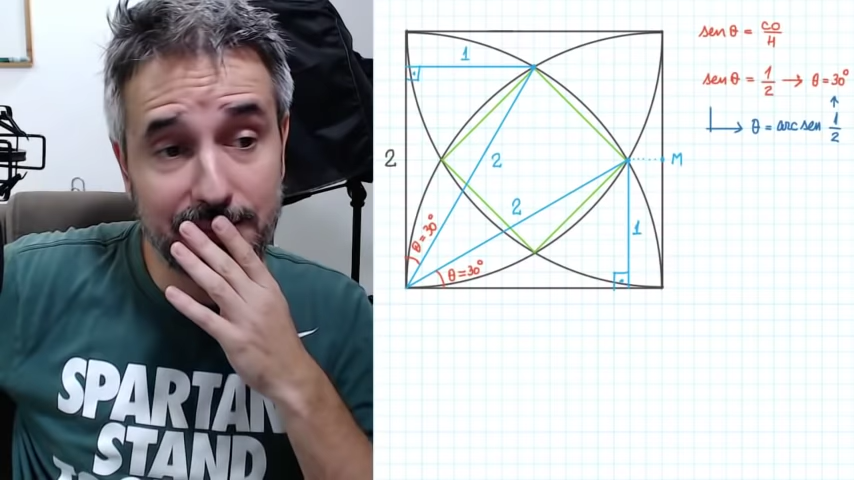 SPARTAN
STAND
2
1
2
2
1
M
θ=30°
θ=30°
sen θ = co/H
sen θ = 1/2 → θ=30°
↑
θ = arc sen 1/2